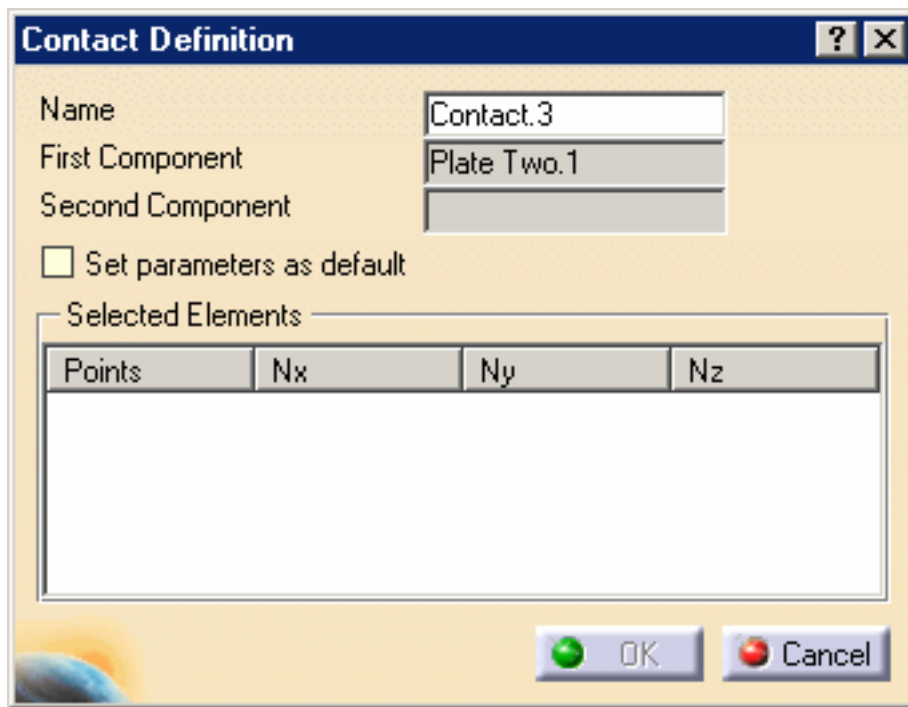 Contact Definition ? X
Name Contact.3
First Component Plate Two.1
Second Component
Set parameters as default
Selected Elements
Points Nx Ny Nz
OK Cancel